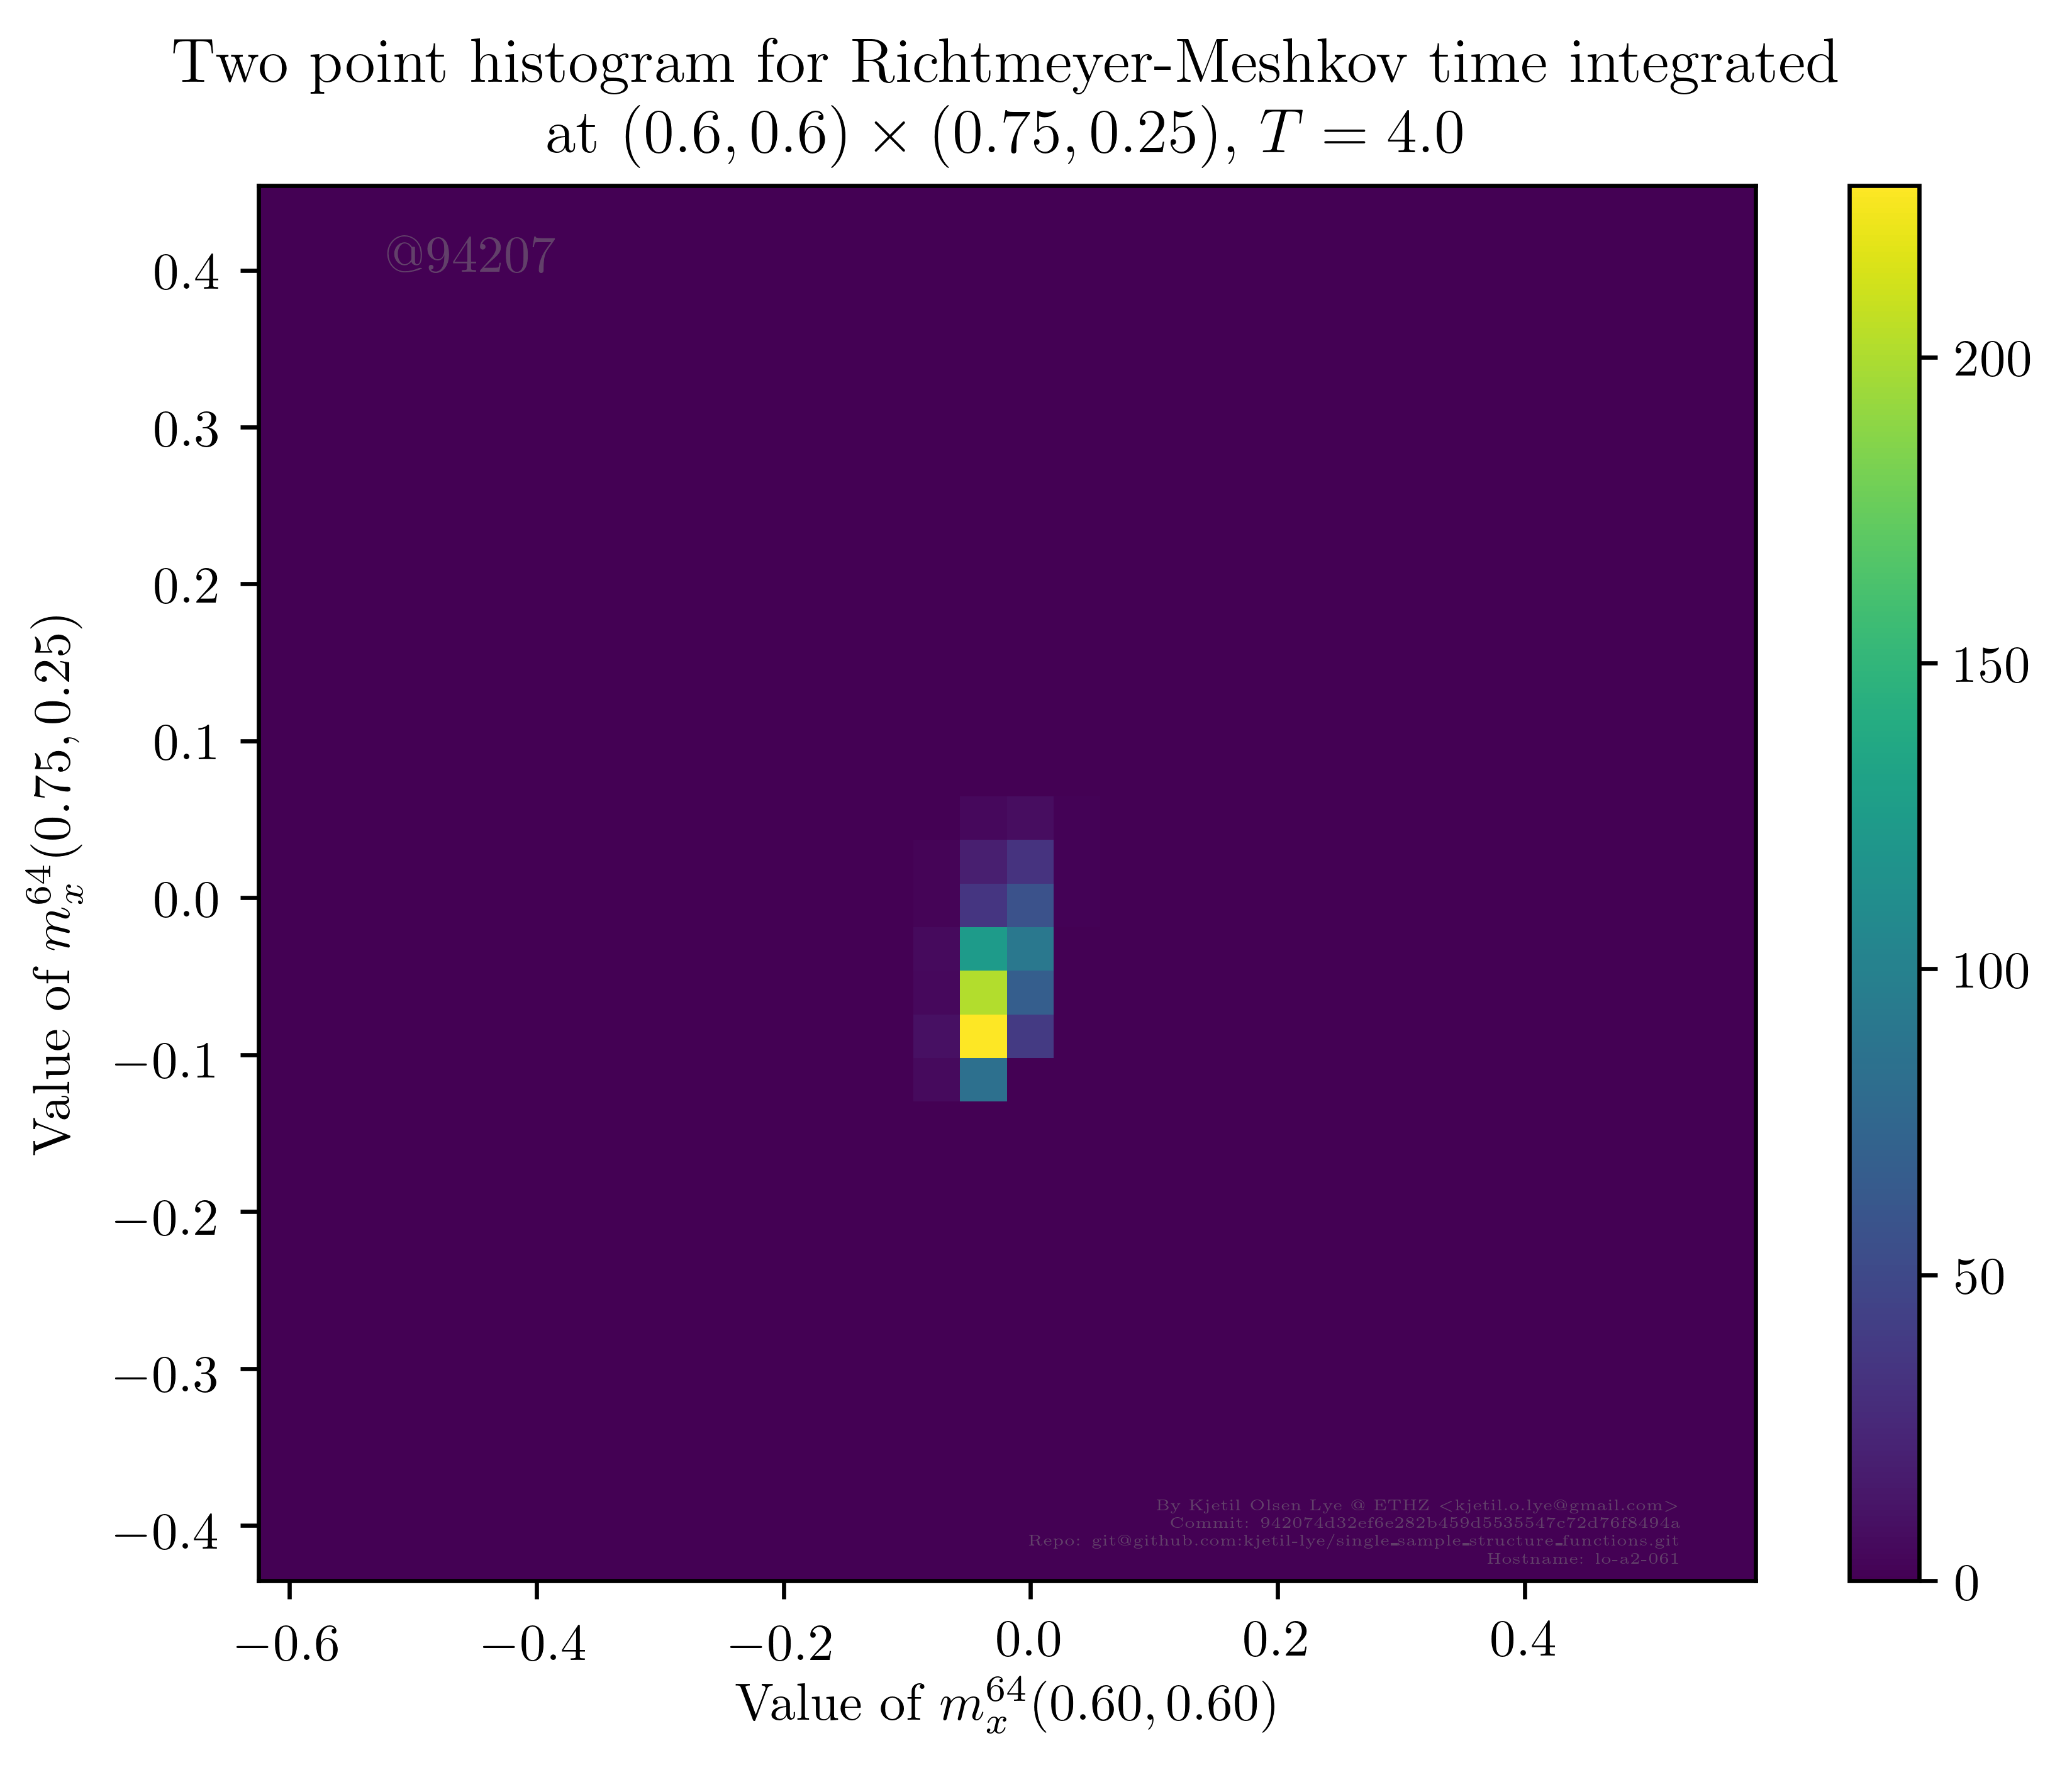 Two point histogram for Richtmeyer-Meshkov time integrated
at (0.6, 0.6) × (0.75, 0.25), T = 4.0
@94207
0.4
0.3
0.2
0.1
0.0
−0.1
−0.2
−0.3
−0.4
Value of m_x^64(0.75, 0.25)
−0.6
−0.4
−0.2
0.0
0.2
0.4
Value of m_x^64(0.60, 0.60)
200
150
100
50
0
By Kjetil Olsen Lye @ ETHZ <kjetil.o.lye@gmail.com>
Commit: 942074d32ef6e282b459d5535547c72d76f8494a
Repo: git@github.com:kjetil-lye/single_sample_structure_functions.git
Hostname: lo-a2-061